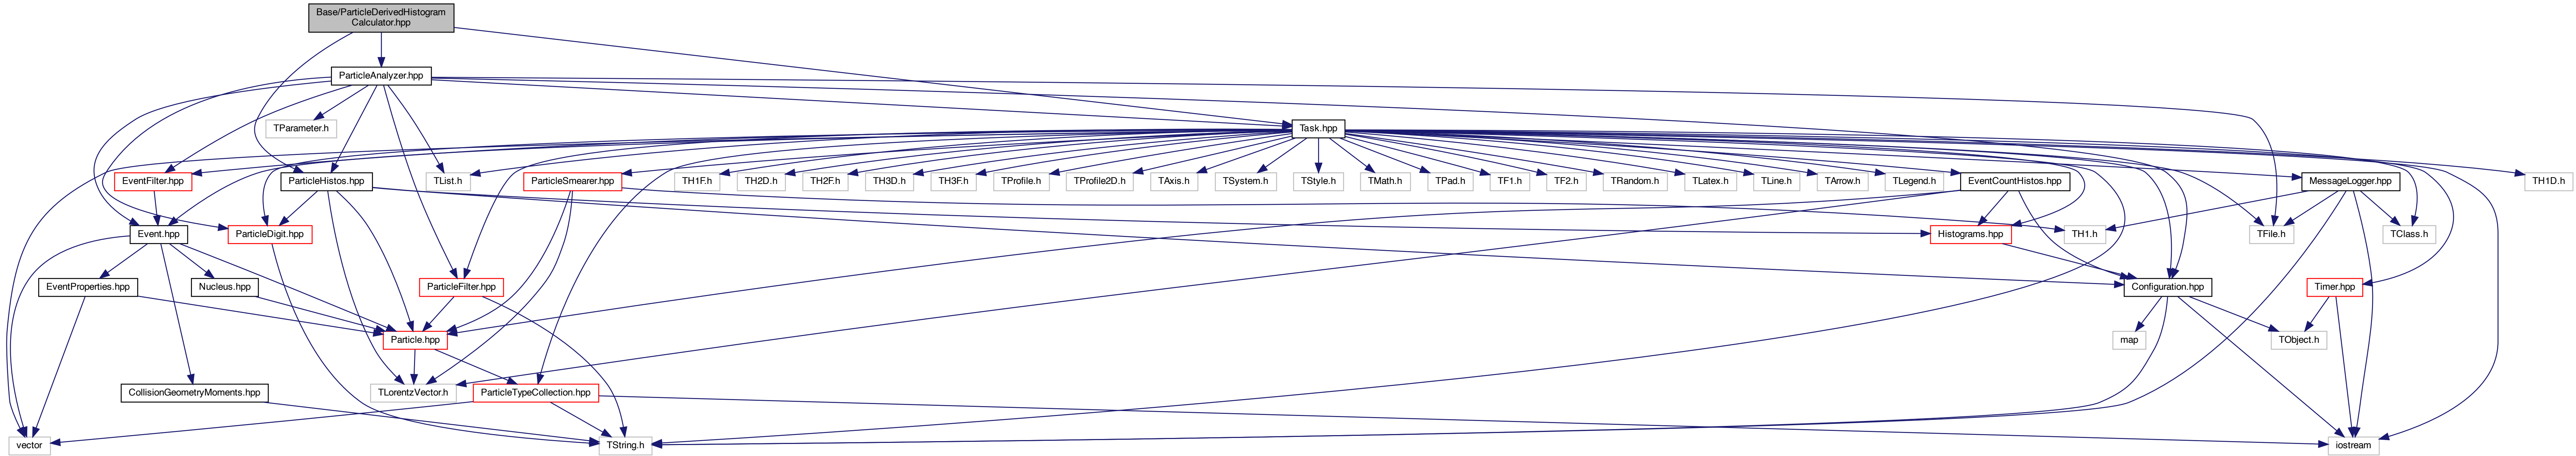 Base/ParticleDerivedHistogram
Calculator.hpp
ParticleAnalyzer.hpp
TParameter.h
Task.hpp
EventFilter.hpp
ParticleHistos.hpp
TList.h
ParticleSmearer.hpp
TH1F.h
TH2D.h
TH2F.h
TH3D.h
TH3F.h
TProfile.h
TProfile2D.h
TAxis.h
TSystem.h
TStyle.h
TMath.h
TPad.h
TF1.h
TF2.h
TRandom.h
TLatex.h
TLine.h
TArrow.h
TLegend.h
EventCountHistos.hpp
MessageLogger.hpp
TH1D.h
Event.hpp
ParticleDigit.hpp
Histograms.hpp
TH1.h
TFile.h
TClass.h
EventProperties.hpp
Nucleus.hpp
ParticleFilter.hpp
Configuration.hpp
Timer.hpp
Particle.hpp
map
TObject.h
CollisionGeometryMoments.hpp
TLorentzVector.h
ParticleTypeCollection.hpp
vector
TString.h
iostream